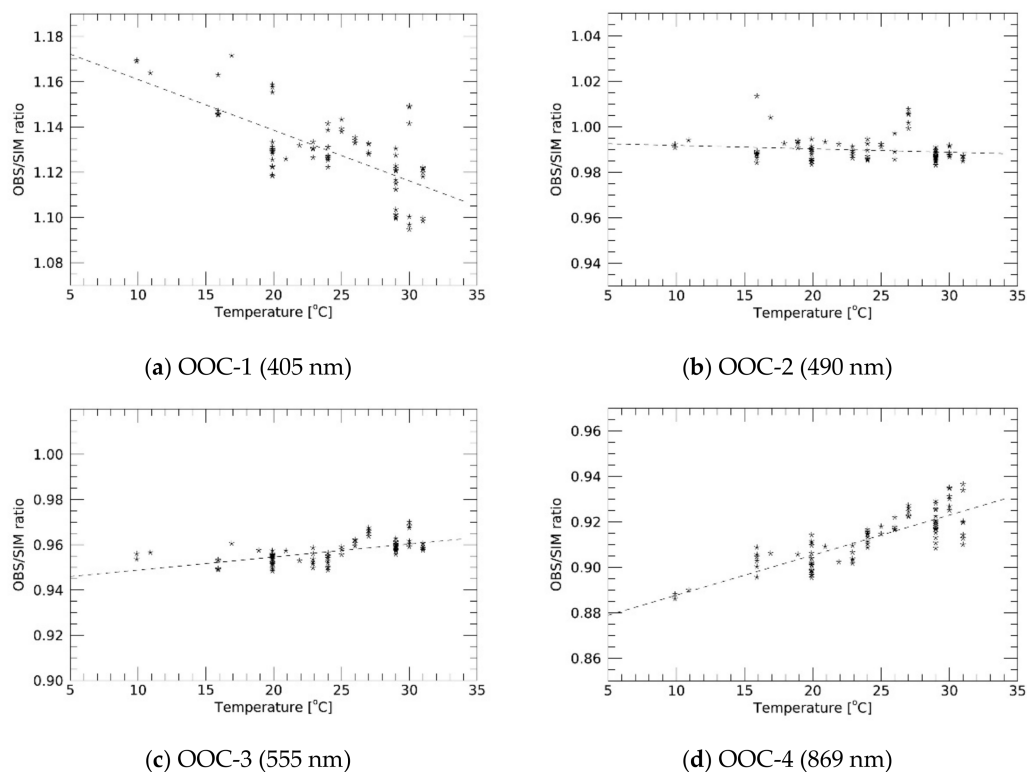 1.18
1.16
1.14
1.12
1.10
1.08
OBS/SIM ratio
5 10 15 20 25 30 35
Temperature [°C]
(a) OOC-1 (405 nm)
1.04
1.02
1.00
0.98
0.96
0.94
OBS/SIM ratio
5 10 15 20 25 30 35
Temperature [°C]
(b) OOC-2 (490 nm)
1.00
0.98
0.96
0.94
0.92
0.90
OBS/SIM ratio
5 10 15 20 25 30 35
Temperature [°C]
(c) OOC-3 (555 nm)
0.96
0.94
0.92
0.90
0.88
0.86
OBS/SIM ratio
5 10 15 20 25 30 35
Temperature [°C]
(d) OOC-4 (869 nm)